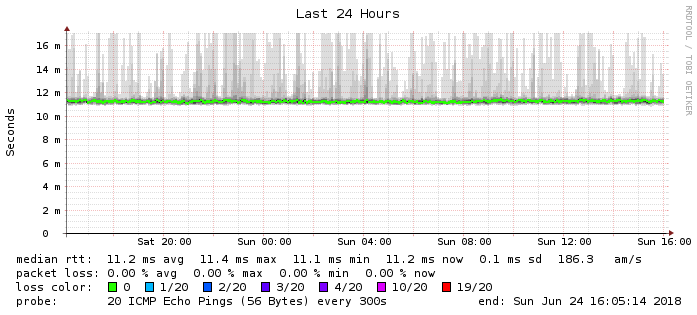 Last 24 Hours
RRDTOOL / TOBI OETIKER
Seconds
16 m
14 m
12 m
10 m
8 m
6 m
4 m
2 m
0
Sat 20:00 Sun 00:00 Sun 04:00 Sun 08:00 Sun 12:00 Sun 16:00
median rtt: 11.2 ms avg 11.4 ms max 11.1 ms min 11.2 ms now 0.1 ms sd 186.3 am/s
packet loss: 0.00 % avg 0.00 % max 0.00 % min 0.00 % now
loss color: 0 1/20 2/20 3/20 4/20 10/20 19/20
probe: 20 ICMP Echo Pings (56 Bytes) every 300s end: Sun Jun 24 16:05:14 2018